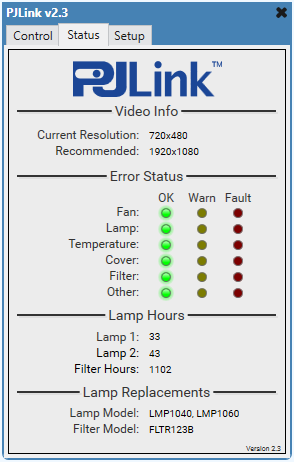 PJLink v2.3
Control Status Setup
PJLink™
Video Info
Current Resolution: 720x480
Recommended: 1920x1080
Error Status
OK Warn Fault
Fan:
Lamp:
Temperature:
Cover:
Filter:
Other:
Lamp Hours
Lamp 1: 33
Lamp 2: 43
Filter Hours: 1102
Lamp Replacements
Lamp Model: LMP1040, LMP1060
Filter Model: FLTR123B
Version 2.3